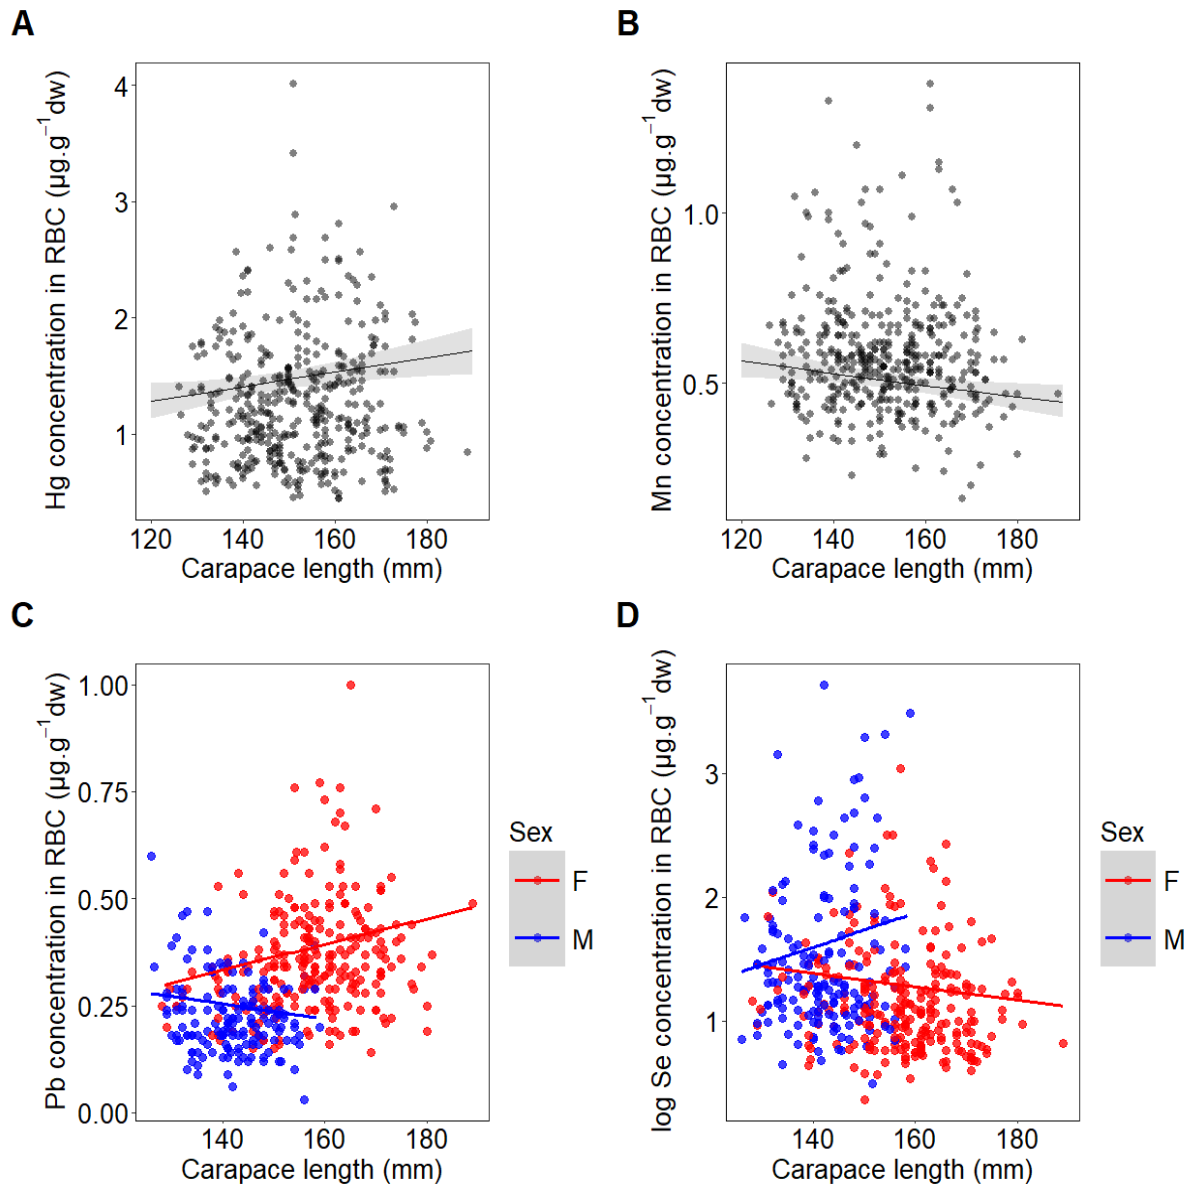 A
Hg concentration in RBC (µg.g⁻¹dw)
4
3
2
1
120 140 160 180
Carapace length (mm)
B
Mn concentration in RBC (µg.g⁻¹dw)
1.0
0.5
120 140 160 180
Carapace length (mm)
C
Pb concentration in RBC (µg.g⁻¹dw)
1.00
0.75
0.50
0.25
0.00
140 160 180
Carapace length (mm)
Sex
F
M
D
log Se concentration in RBC (µg.g⁻¹dw)
3
2
1
140 160 180
Carapace length (mm)
Sex
F
M